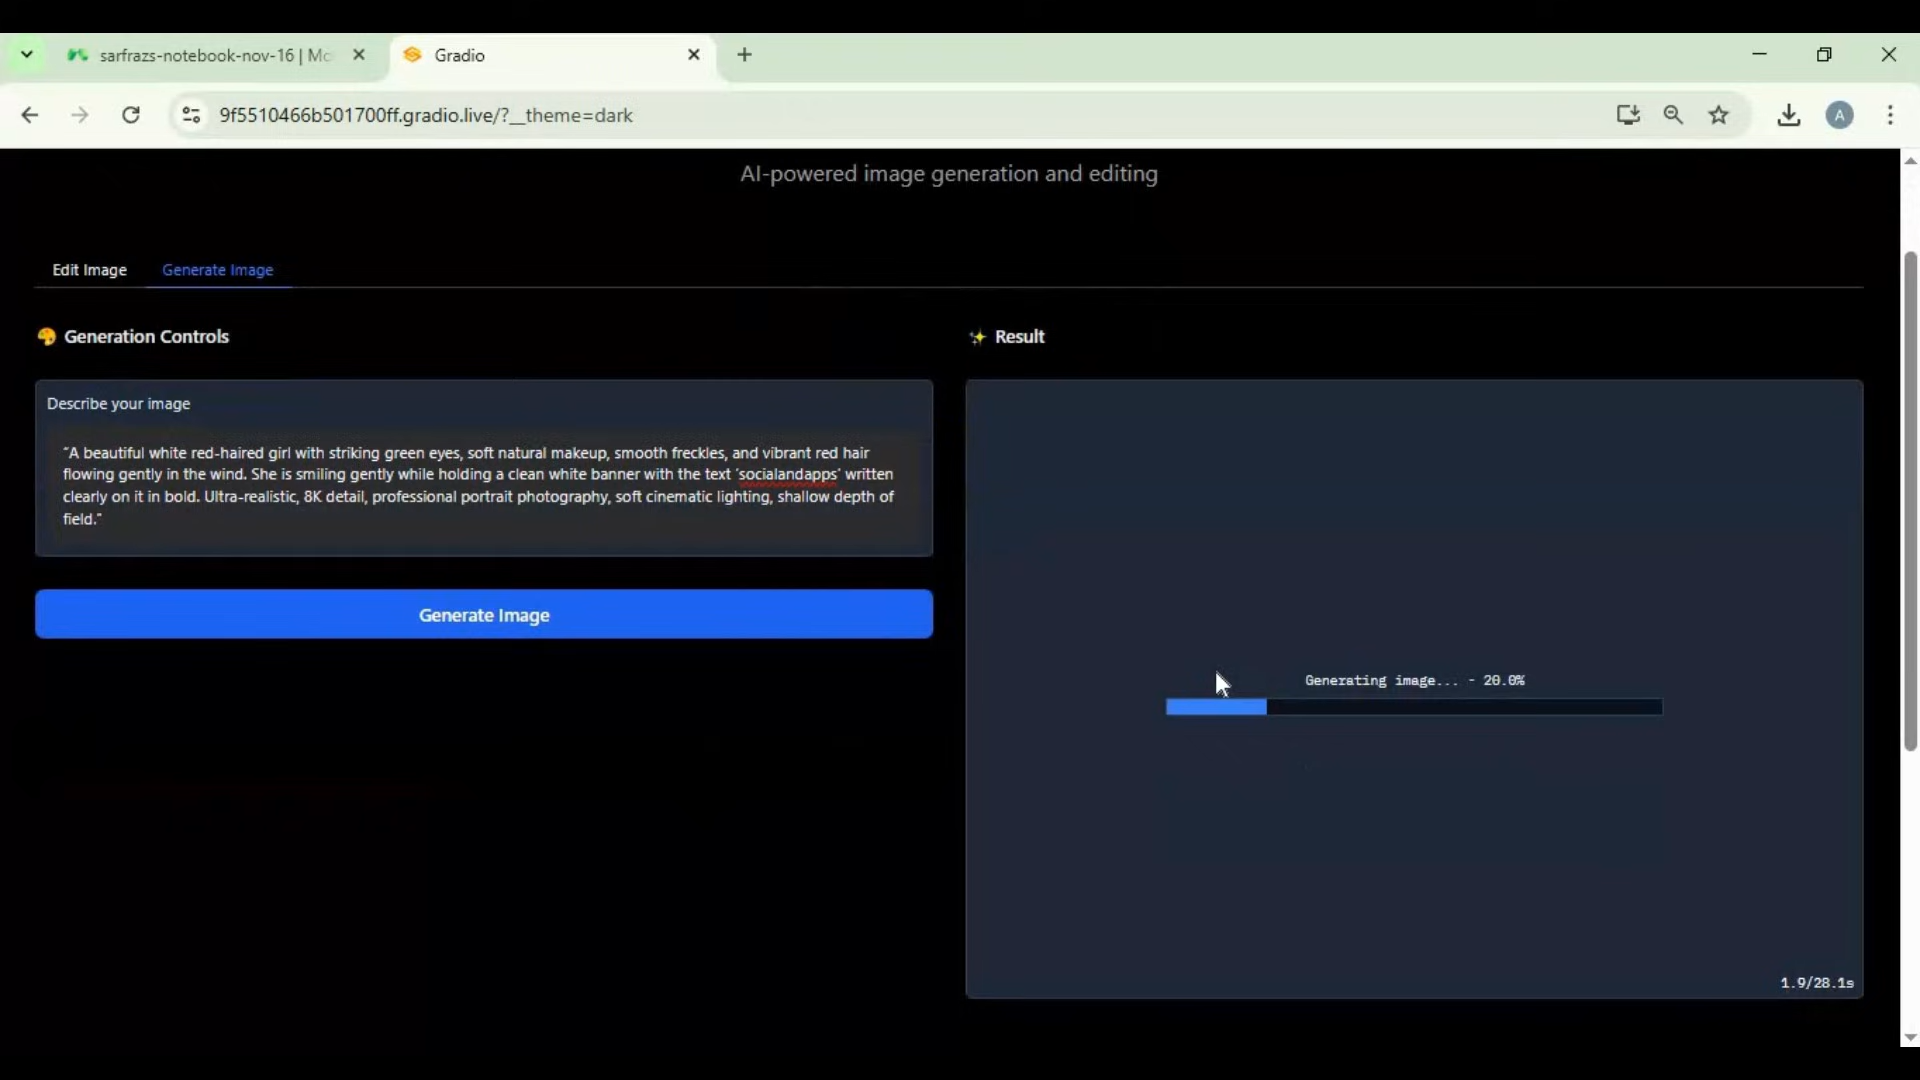 sarfrazs-notebook-nov-16 | Mo
Gradio
9f5510466b501700ff.gradio.live/?__theme=dark
A
AI-powered image generation and editing
Edit Image
Generate Image
Generation Controls
Result
Describe your image
“A beautiful white red-haired girl with striking green eyes, soft natural makeup, smooth freckles, and vibrant red hair
flowing gently in the wind. She is smiling gently while holding a clean white banner with the text ‘socialandapps’ written
clearly on it in bold. Ultra-realistic, 8K detail, professional portrait photography, soft cinematic lighting, shallow depth of
field.”
Generate Image
Generating image... - 20.0%
1.9/28.1s